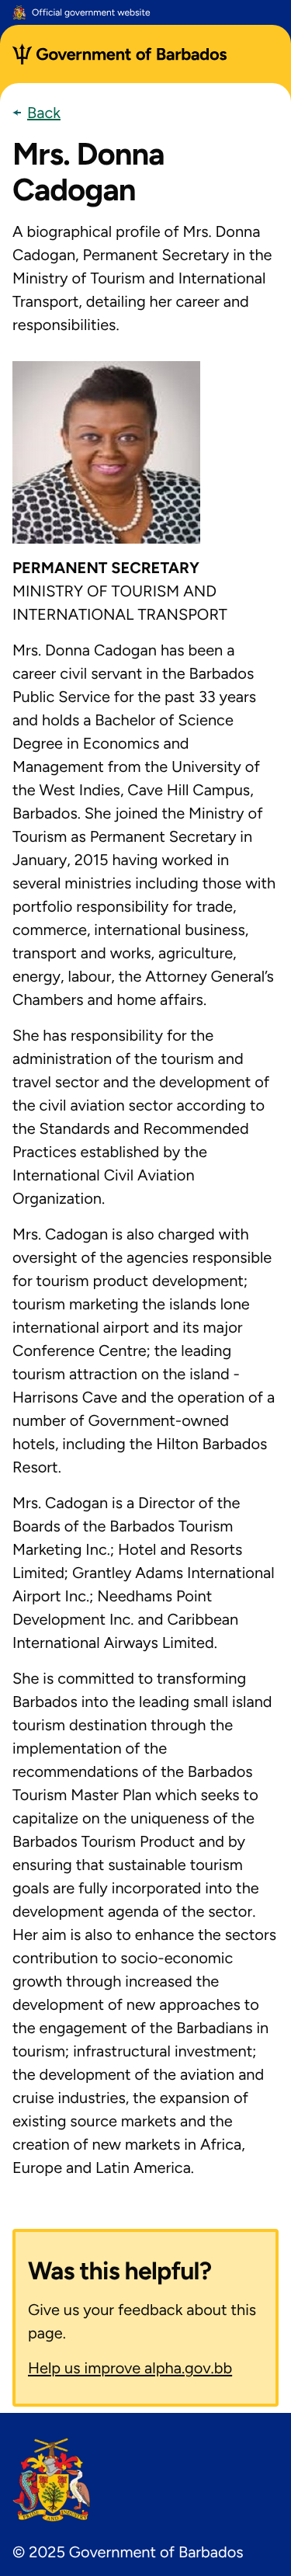 Official government website
Government of Barbados
Back
Mrs. Donna
Cadogan
A biographical profile of Mrs. Donna
Cadogan, Permanent Secretary in the
Ministry of Tourism and International
Transport, detailing her career and
responsibilities.
PERMANENT SECRETARY
MINISTRY OF TOURISM AND
INTERNATIONAL TRANSPORT
Mrs. Donna Cadogan has been a
career civil servant in the Barbados
Public Service for the past 33 years
and holds a Bachelor of Science
Degree in Economics and
Management from the University of
the West Indies, Cave Hill Campus,
Barbados. She joined the Ministry of
Tourism as Permanent Secretary in
January, 2015 having worked in
several ministries including those with
portfolio responsibility for trade,
commerce, international business,
transport and works, agriculture,
energy, labour, the Attorney General’s
Chambers and home affairs.
She has responsibility for the
administration of the tourism and
travel sector and the development of
the civil aviation sector according to
the Standards and Recommended
Practices established by the
International Civil Aviation
Organization.
Mrs. Cadogan is also charged with
oversight of the agencies responsible
for tourism product development;
tourism marketing the islands lone
international airport and its major
Conference Centre; the leading
tourism attraction on the island -
Harrisons Cave and the operation of a
number of Government-owned
hotels, including the Hilton Barbados
Resort.
Mrs. Cadogan is a Director of the
Boards of the Barbados Tourism
Marketing Inc.; Hotel and Resorts
Limited; Grantley Adams International
Airport Inc.; Needhams Point
Development Inc. and Caribbean
International Airways Limited.
She is committed to transforming
Barbados into the leading small island
tourism destination through the
implementation of the
recommendations of the Barbados
Tourism Master Plan which seeks to
capitalize on the uniqueness of the
Barbados Tourism Product and by
ensuring that sustainable tourism
goals are fully incorporated into the
development agenda of the sector.
Her aim is also to enhance the sectors
contribution to socio-economic
growth through increased the
development of new approaches to
the engagement of the Barbadians in
tourism; infrastructural investment;
the development of the aviation and
cruise industries, the expansion of
existing source markets and the
creation of new markets in Africa,
Europe and Latin America.
Was this helpful?
Give us your feedback about this
page.
Help us improve alpha.gov.bb
PRIDE AND INDUSTRY
© 2025 Government of Barbados